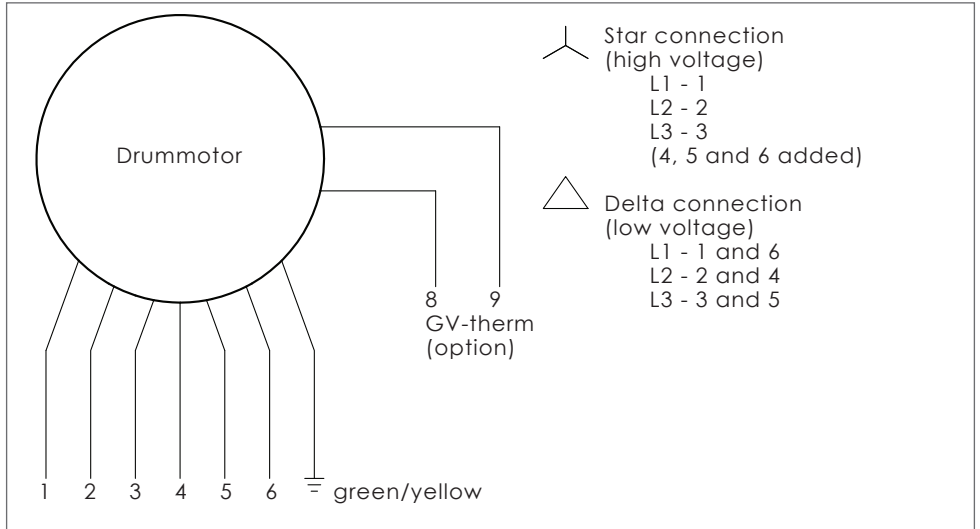 Drummotor
1 2 3 4 5 6 green/yellow
8 9
GV-therm
(option)
Star connection
(high voltage)
L1 - 1
L2 - 2
L3 - 3
(4, 5 and 6 added)
Delta connection
(low voltage)
L1 - 1 and 6
L2 - 2 and 4
L3 - 3 and 5